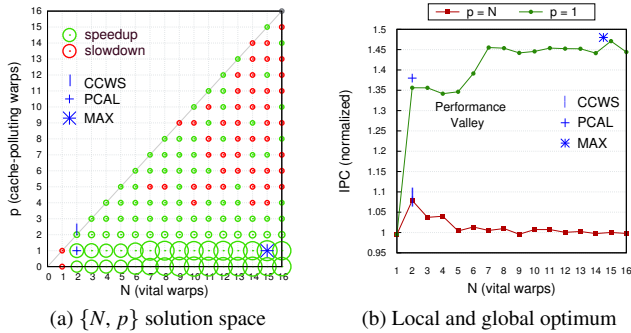 speedup
slowdown
CCWS
PCAL
MAX
p (cache-polluting warps)
16
15
14
13
12
11
10
9
8
7
6
5
4
3
2
1
0
0 1 2 3 4 5 6 7 8 9 10 11 12 13 14 15 16
N (vital warps)
(a) {N, p} solution space
p = N p = 1
IPC (normalized)
1.5
1.45
1.4
1.35
1.3
1.25
1.2
1.15
1.1
1.05
1
0.95
CCWS
PCAL
MAX
Performance
Valley
1 2 3 4 5 6 7 8 9 10 11 12 13 14 15 16
N (vital warps)
(b) Local and global optimum